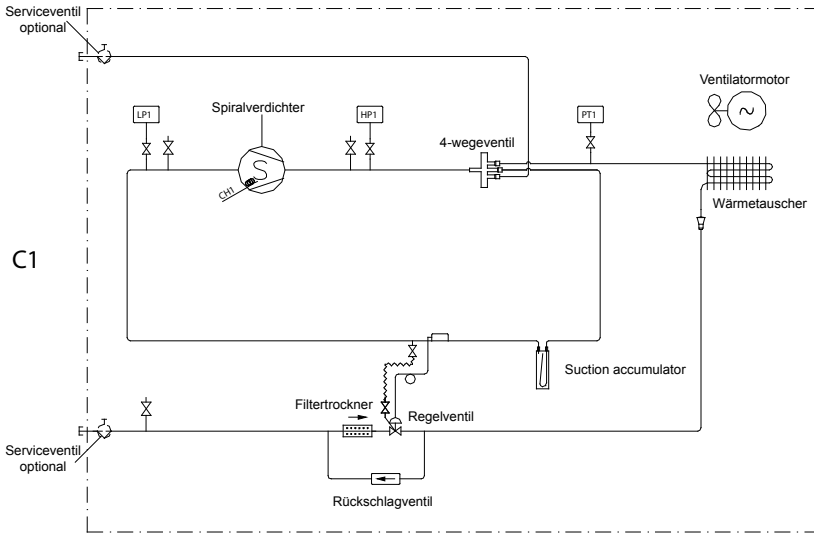 Serviceventil
optional
Ventilatormotor
Spiralverdichter
LP1
HP1
PT1
4-wegeventil
S
~
CH1
Wärmetauscher
C1
Suction accumulator
Filtertrockner
Regelventil
Serviceventil
optional
Rückschlagventil